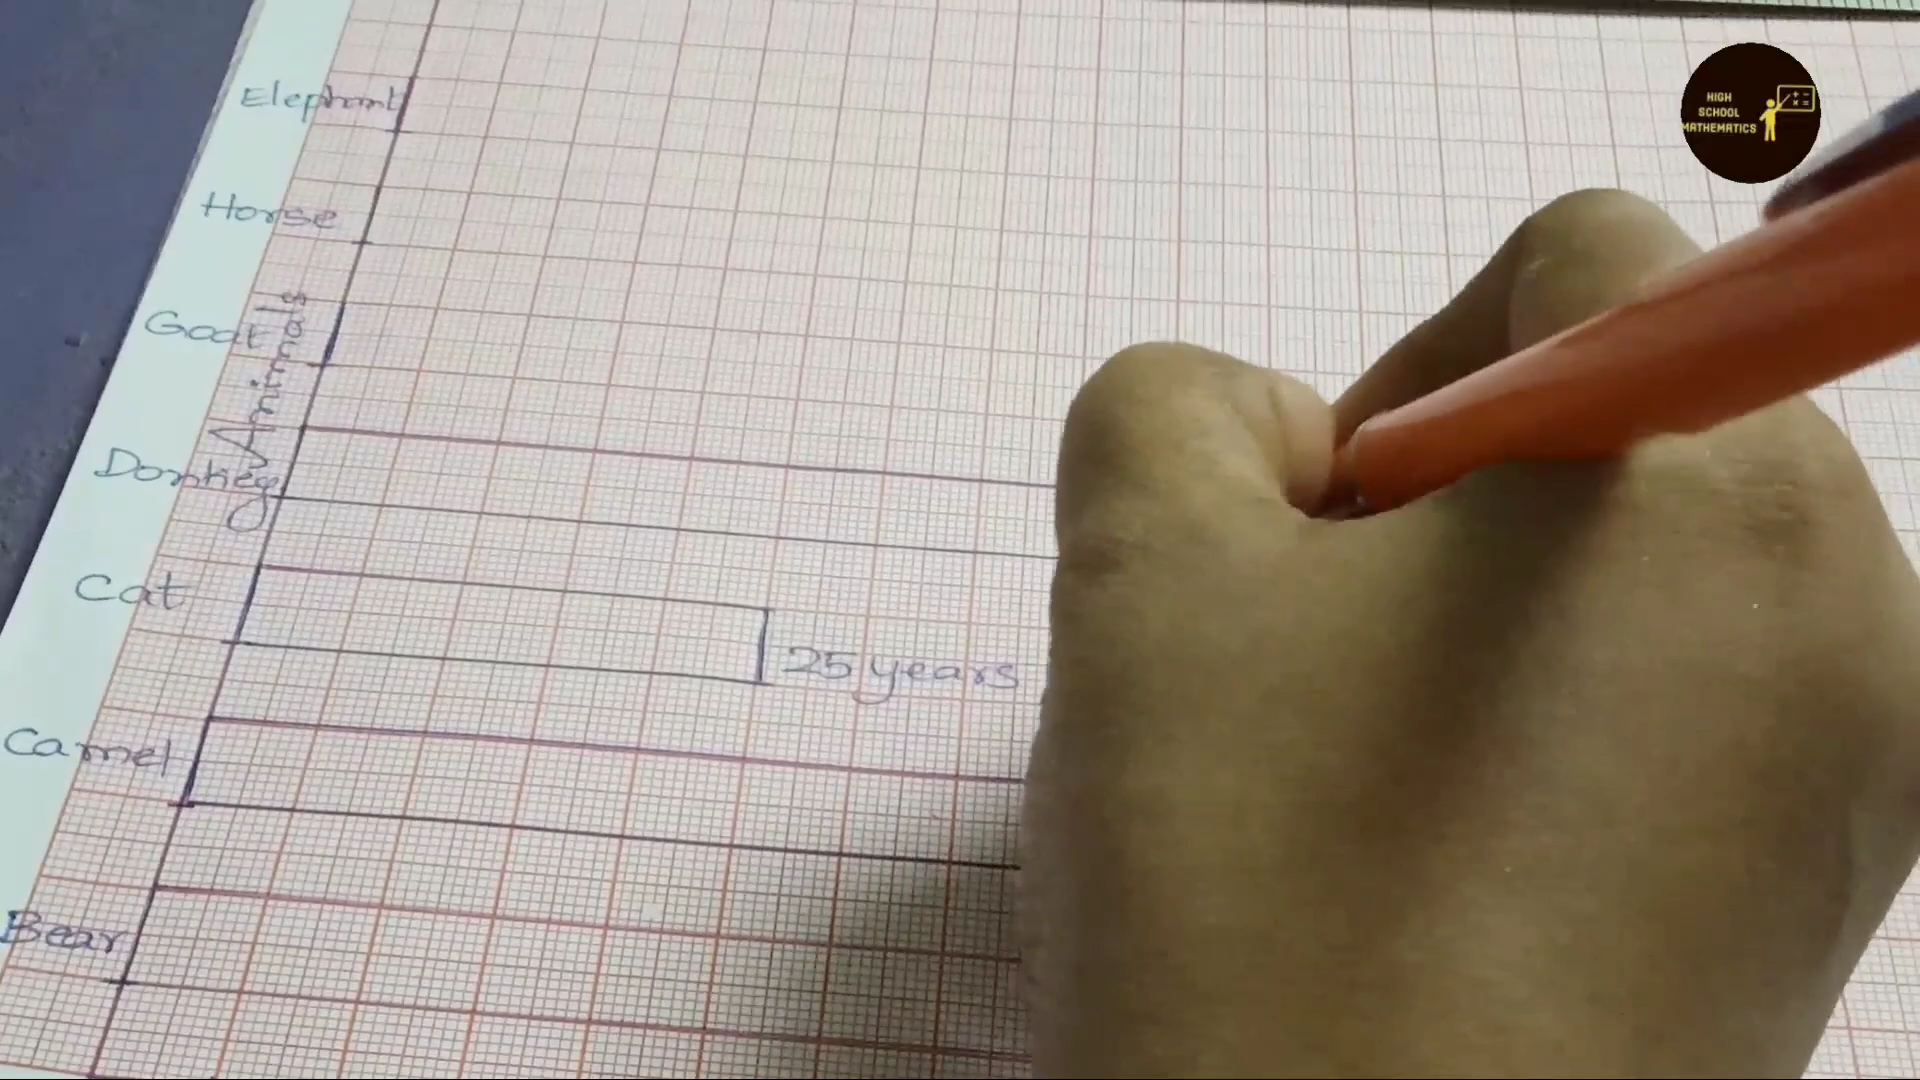 HIGH
SCHOOL
MATHEMATICS
Elephant
Horse
Goat
Animals
Donkey
Cat
25 years
Camel
Bear